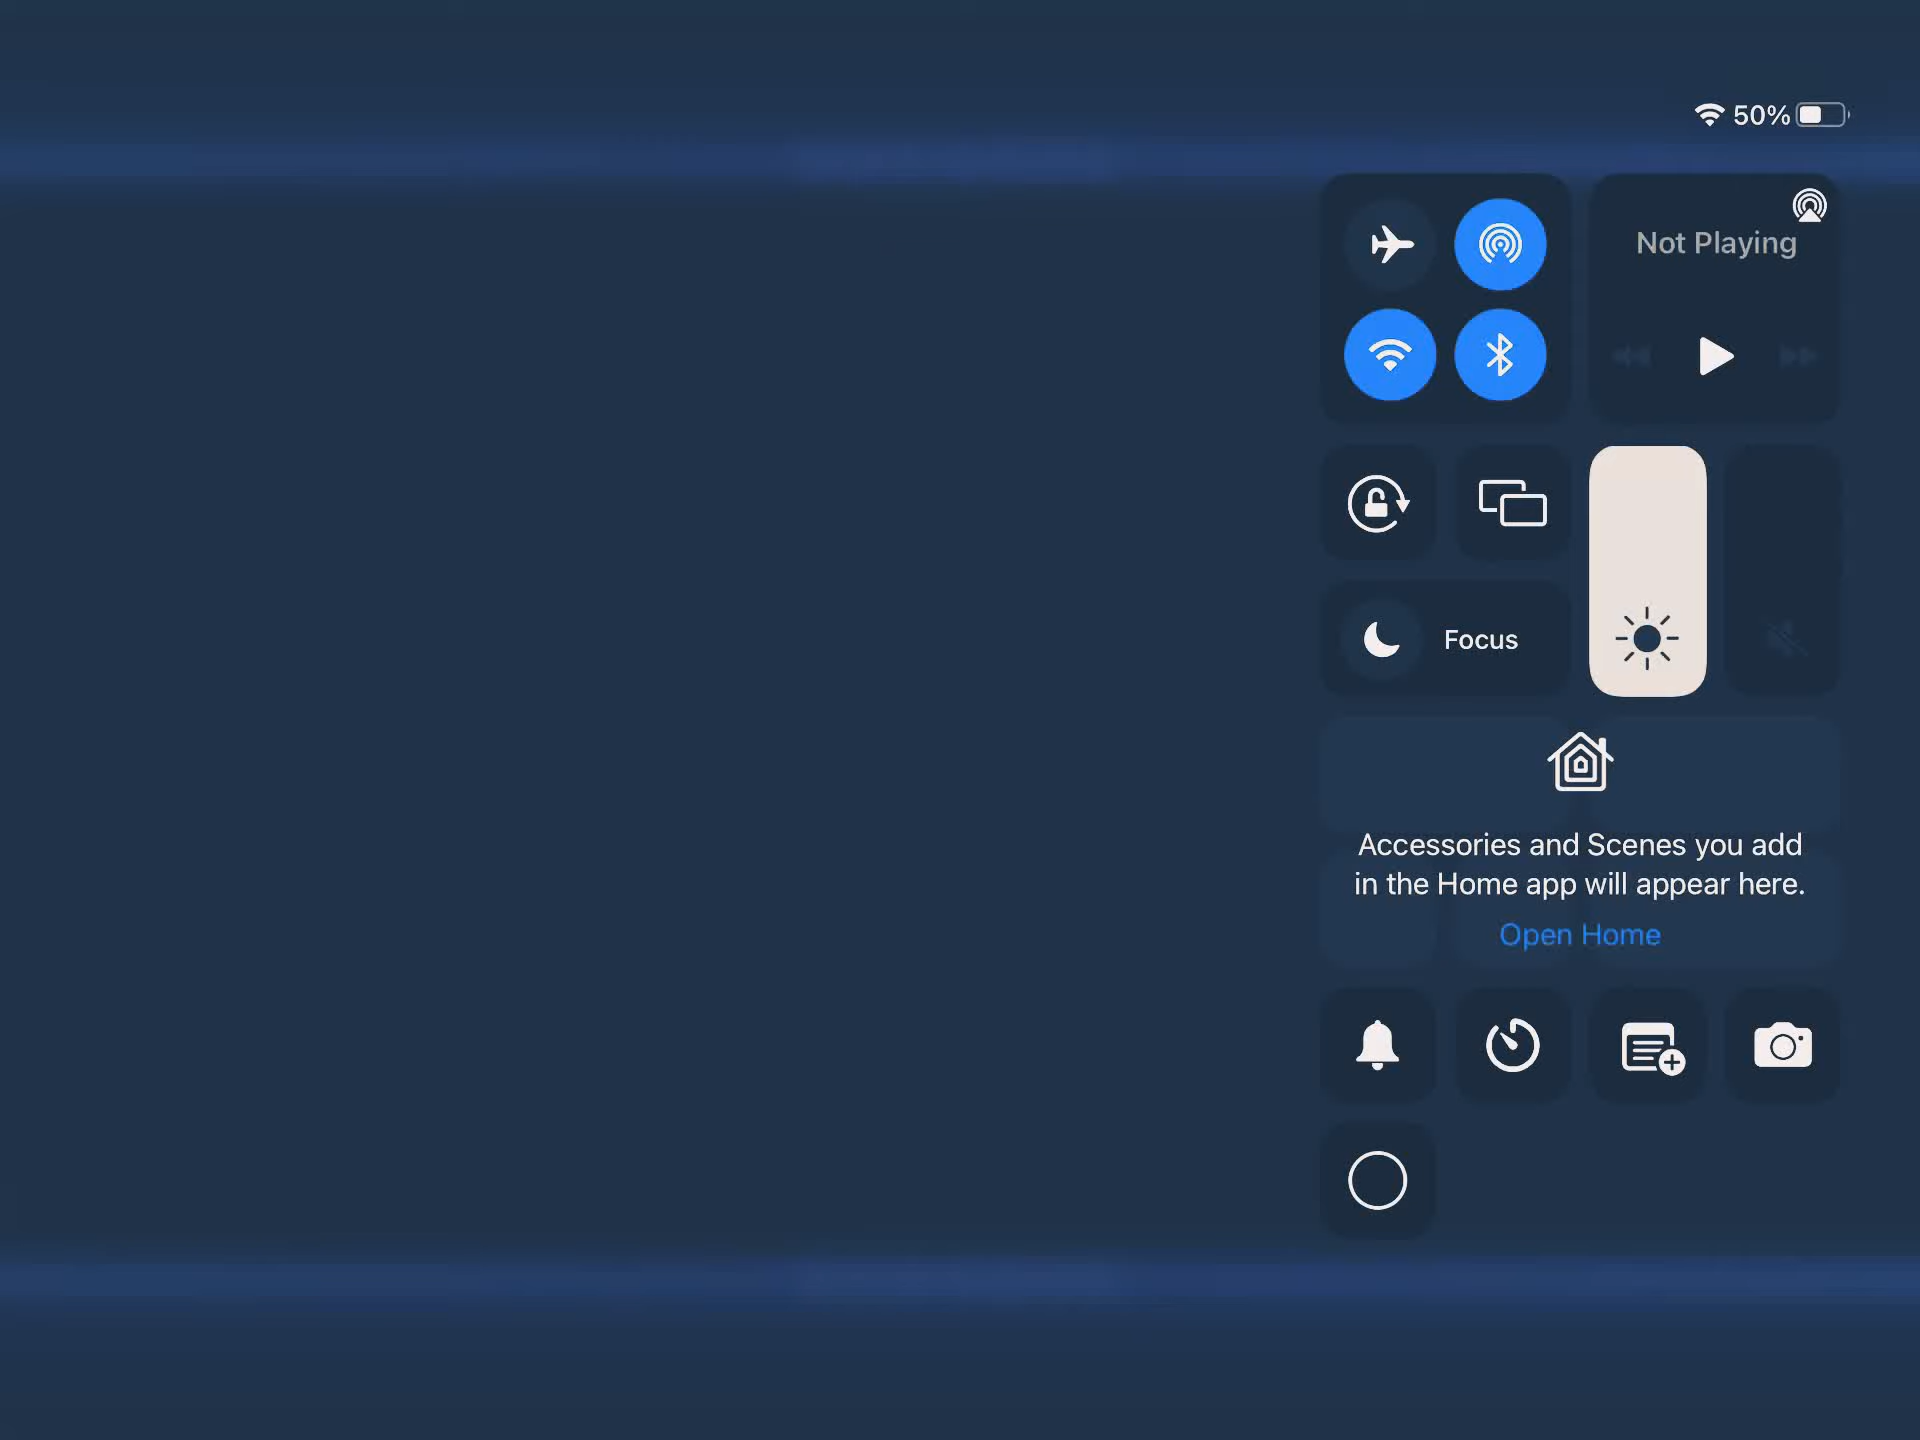 50%
Not Playing
Focus
Accessories and Scenes you add
in the Home app will appear here.
Open Home